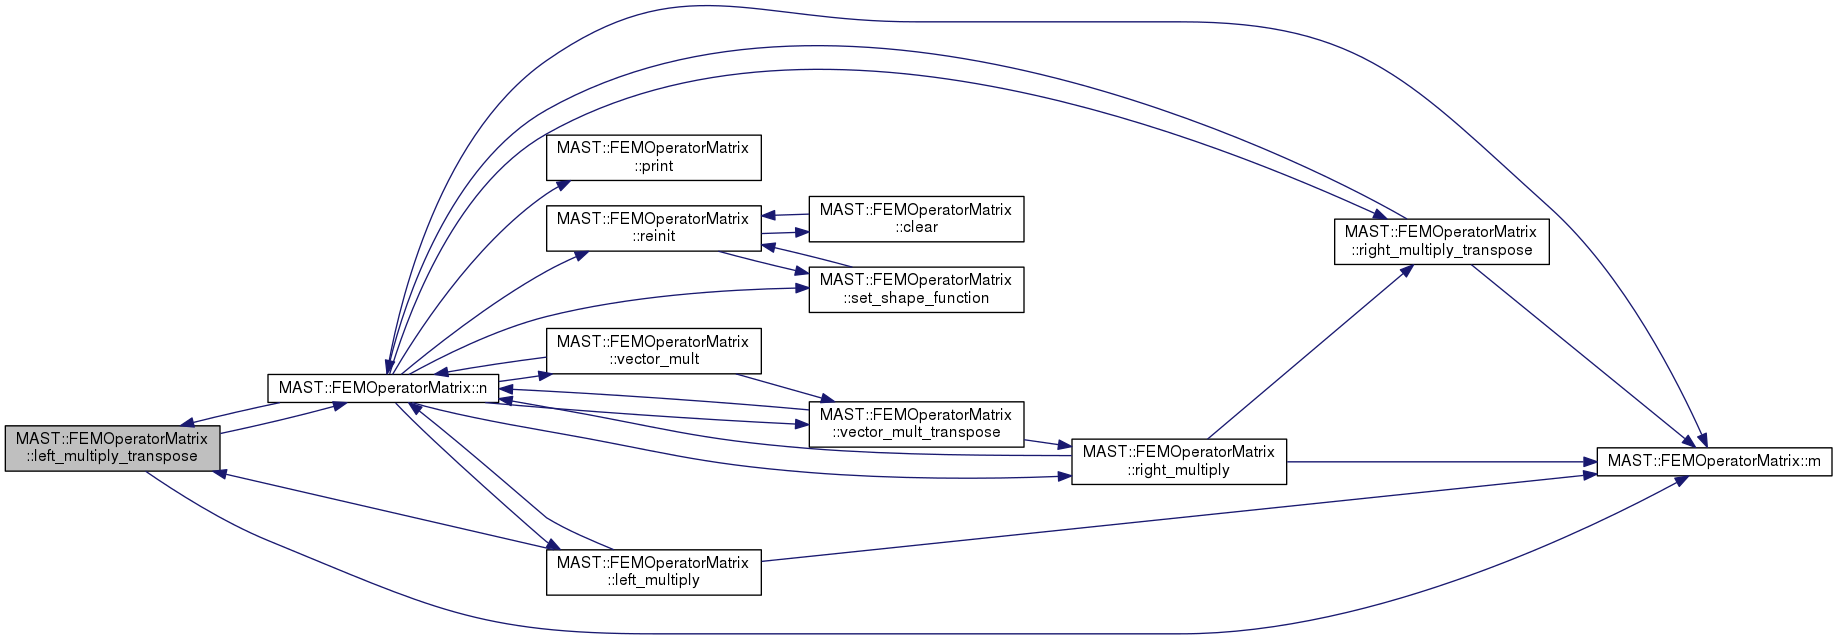 MAST::FEMOperatorMatrix
::print
MAST::FEMOperatorMatrix
::reinit
MAST::FEMOperatorMatrix
::clear
MAST::FEMOperatorMatrix
::right_multiply_transpose
MAST::FEMOperatorMatrix
::set_shape_function
MAST::FEMOperatorMatrix
::vector_mult
MAST::FEMOperatorMatrix::n
MAST::FEMOperatorMatrix
::vector_mult_transpose
MAST::FEMOperatorMatrix
::left_multiply_transpose
MAST::FEMOperatorMatrix
::right_multiply
MAST::FEMOperatorMatrix::m
MAST::FEMOperatorMatrix
::left_multiply